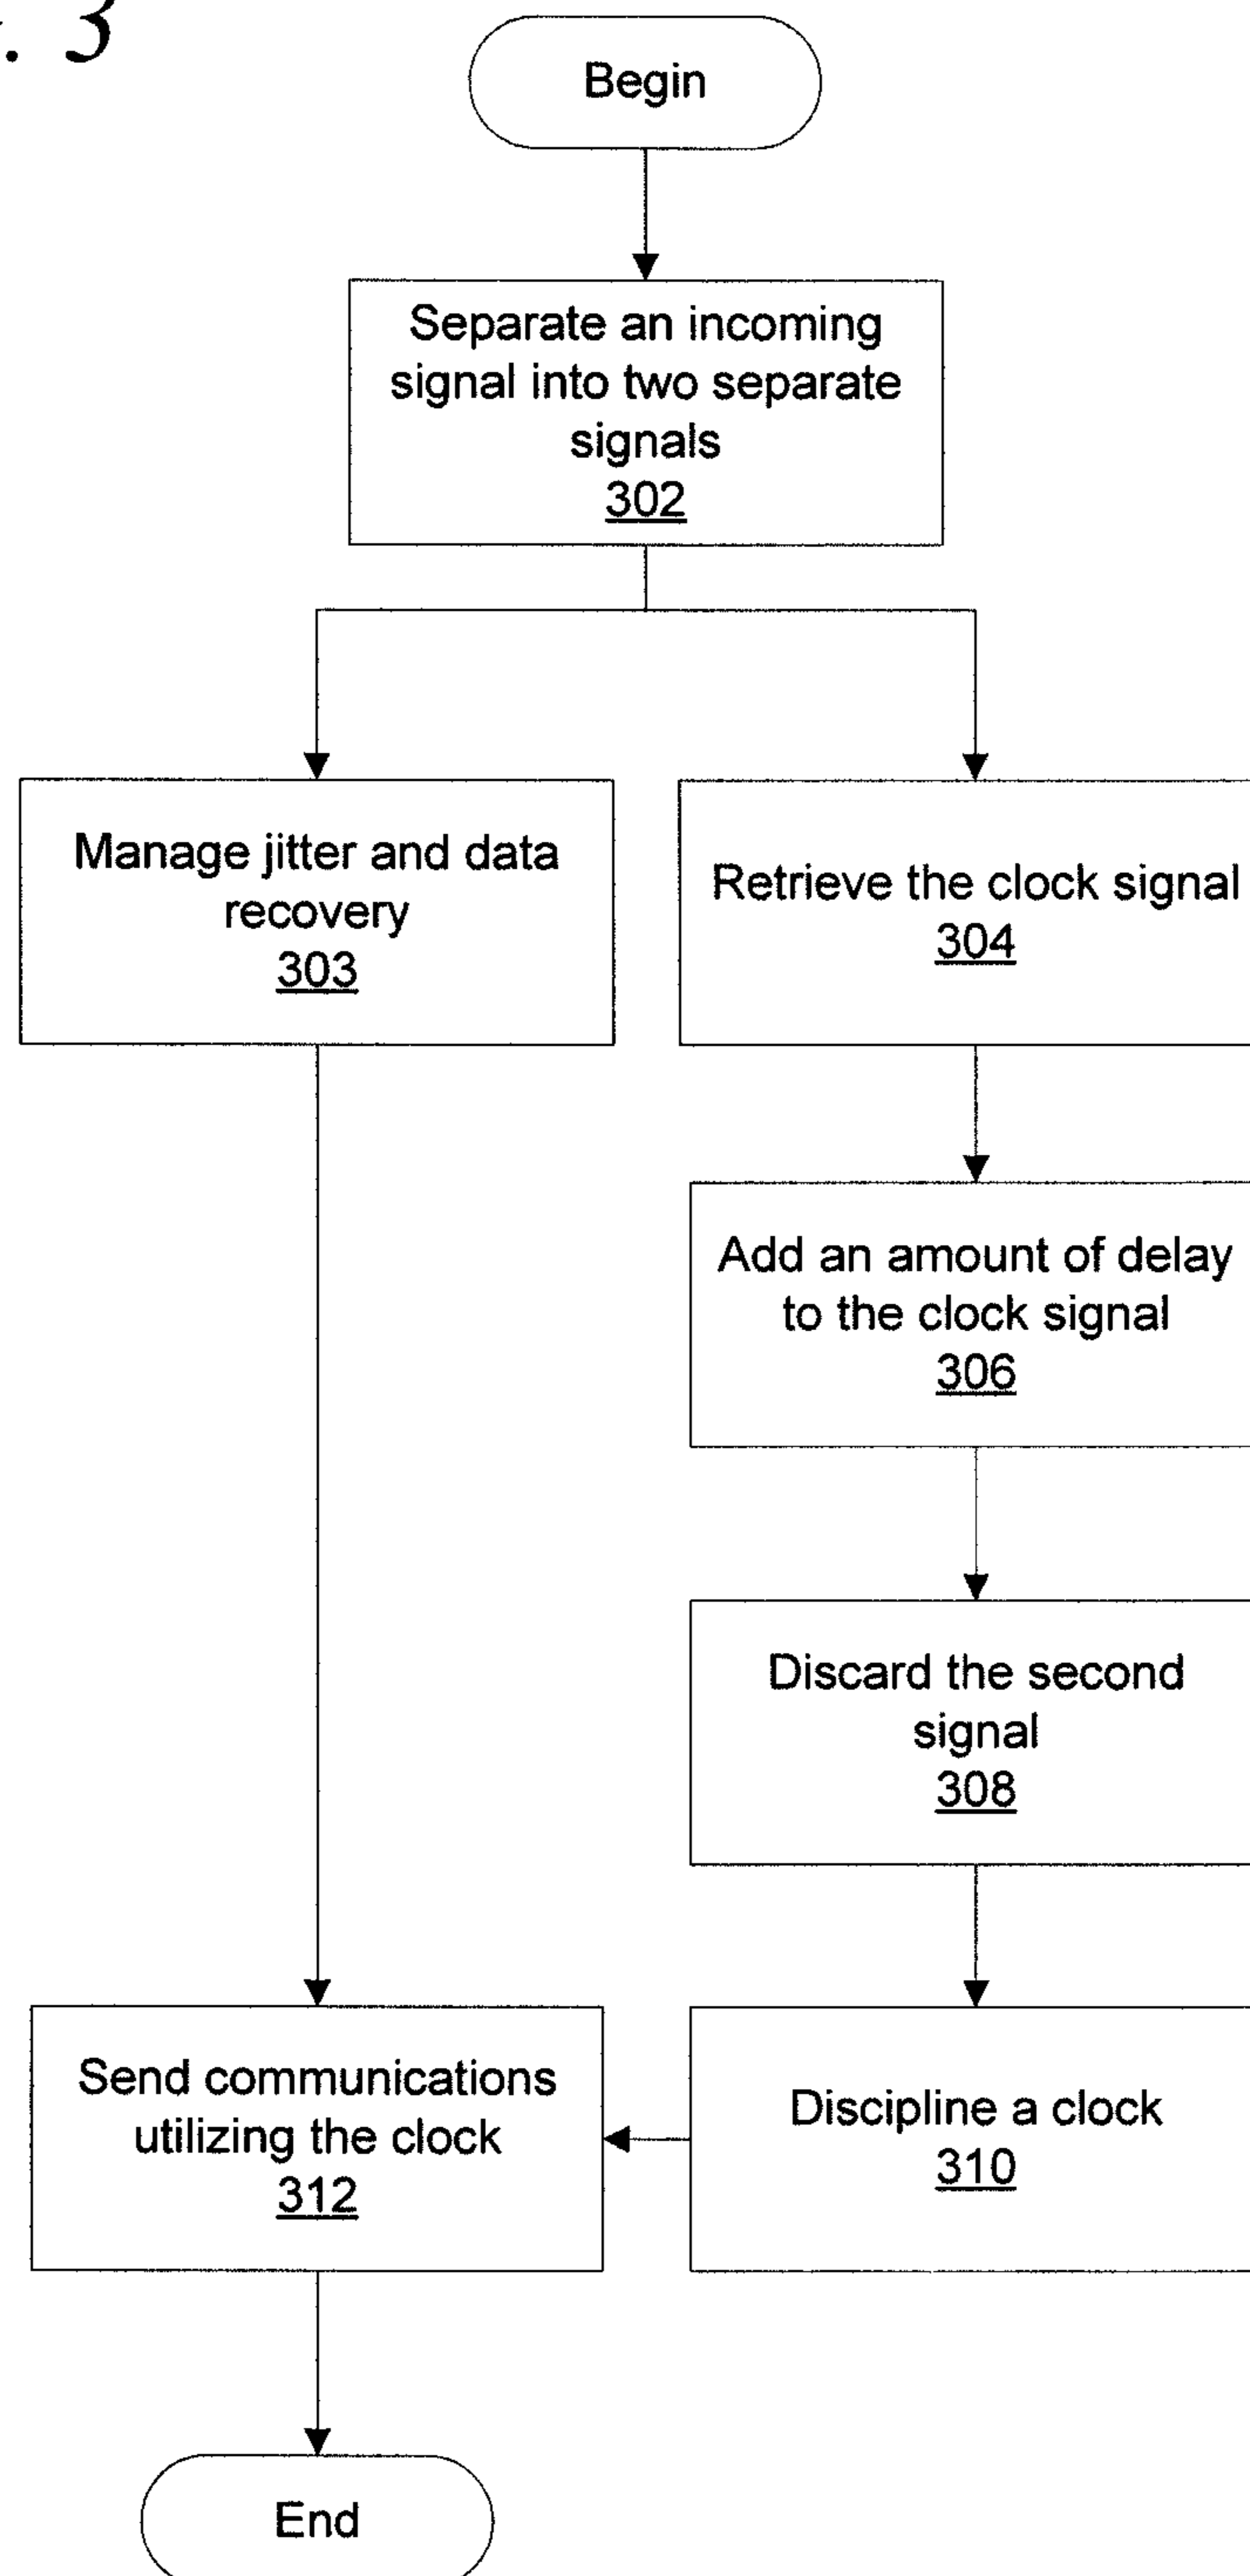 . 3
Begin
Separate an incoming
signal into two separate
signals
302
Manage jitter and data
recovery
303
Retrieve the clock signal
304
Add an amount of delay
to the clock signal
306
Discard the second
signal
308
Send communications
utilizing the clock
312
Discipline a clock
310
End